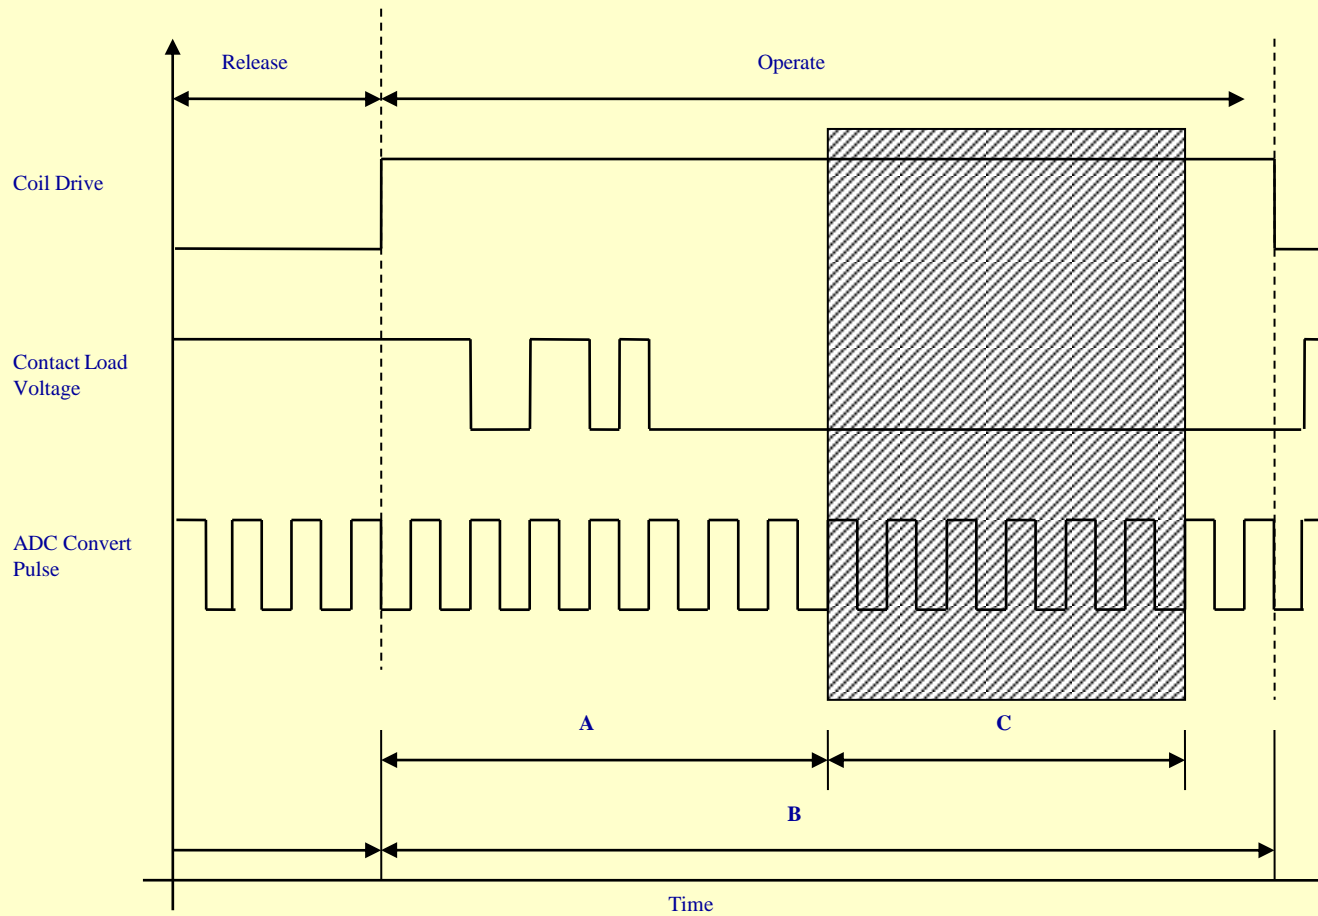 Release
Operate
Coil Drive
Contact Load
Voltage
ADC Convert
Pulse
A
C
B
Time